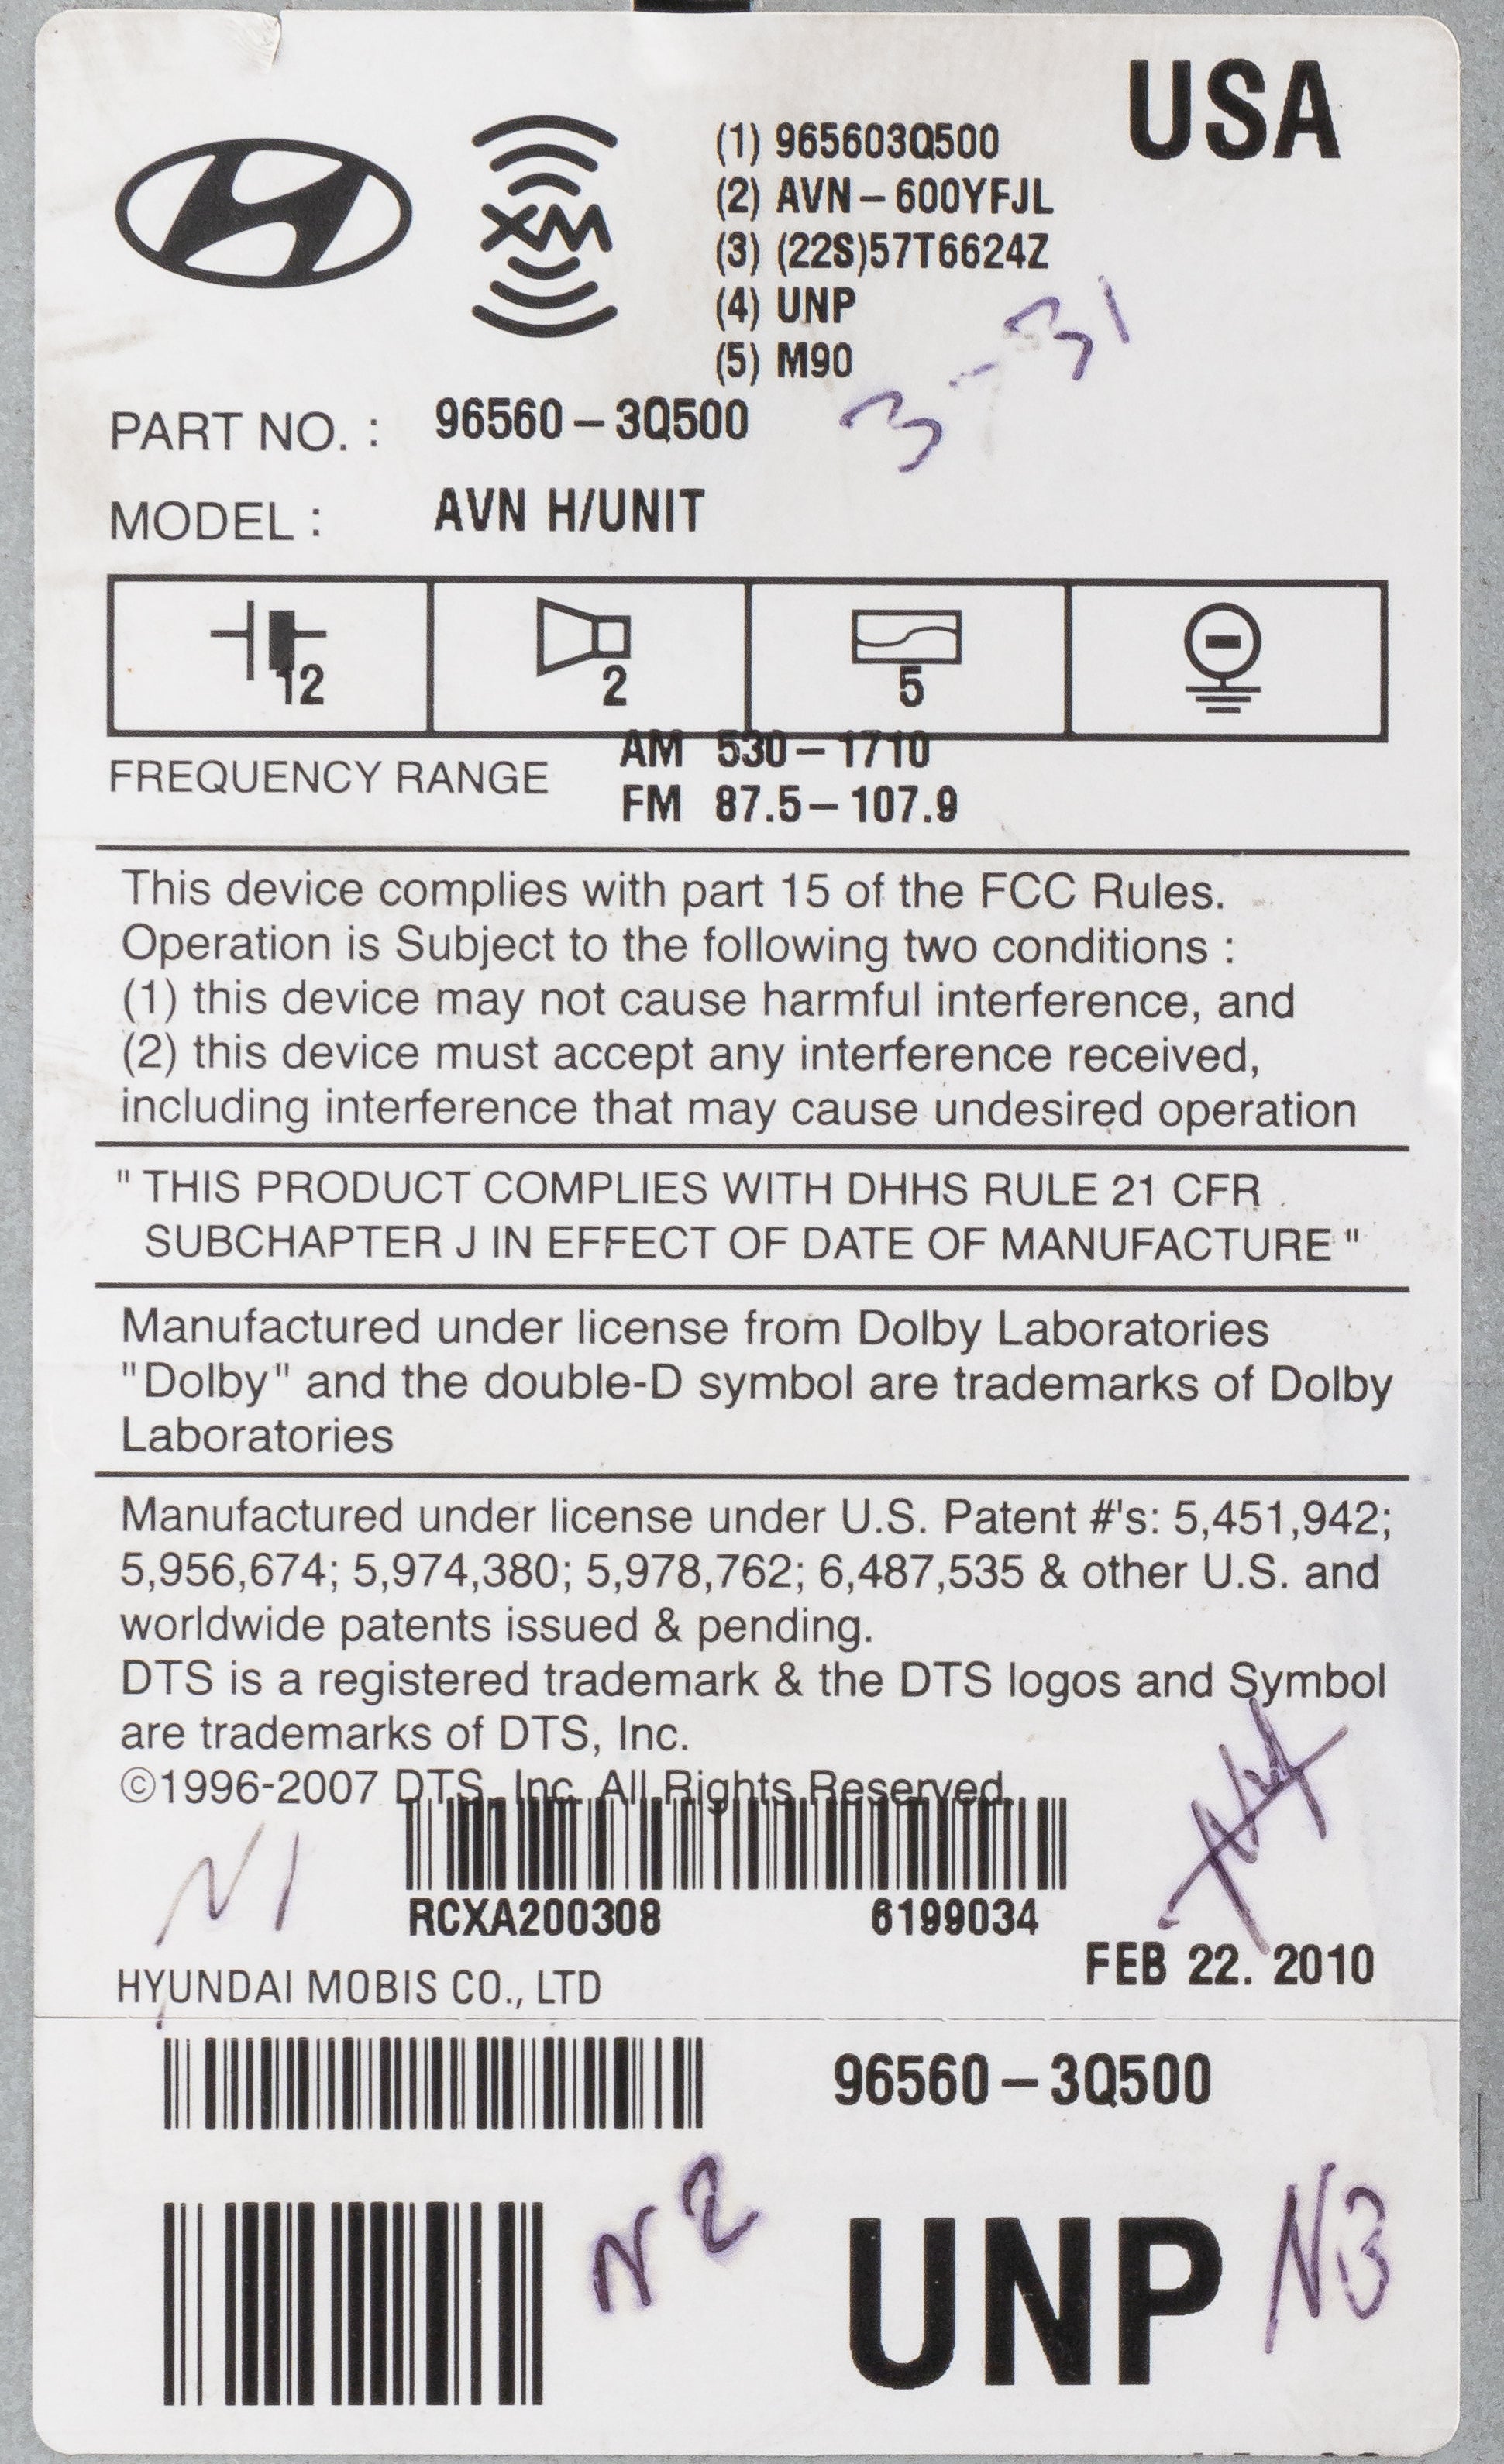 USA
XM
(1) 965603Q500
(2) AVN-600YFJL
(3) (22S)57T6624Z
(4) UNP
(5) M90
3-31
PART NO. : 96560-3Q500
MODEL : AVN H/UNIT
12 2 5
FREQUENCY RANGE
AM 530-1710
FM 87.5-107.9
This device complies with part 15 of the FCC Rules.
Operation is Subject to the following two conditions :
(1) this device may not cause harmful interference, and
(2) this device must accept any interference received,
including interference that may cause undesired operation
" THIS PRODUCT COMPLIES WITH DHHS RULE 21 CFR
SUBCHAPTER J IN EFFECT OF DATE OF MANUFACTURE "
Manufactured under license from Dolby Laboratories
"Dolby" and the double-D symbol are trademarks of Dolby
Laboratories
Manufactured under license under U.S. Patent #'s: 5,451,942;
5,956,674; 5,974,380; 5,978,762; 6,487,535 & other U.S. and
worldwide patents issued & pending.
DTS is a registered trademark & the DTS logos and Symbol
are trademarks of DTS, Inc.
©1996-2007 DTS, Inc. All Rights Reserved.
N1
RCXA200308 6199034
FEB 22. 2010
HYUNDAI MOBIS CO., LTD
96560-3Q500
N2
UNP
N3